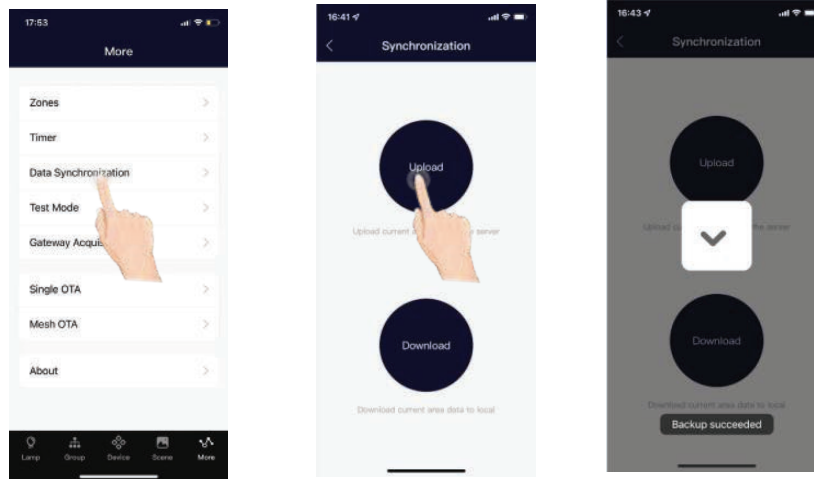 17:53
More
Zones
Timer
Data Synchronization
Test Mode
Gateway
Single OTA
Mesh OTA
About
Lamp Group Device Scene More
16:41
Synchronization
Upload
Upload current server
Download
Download current area data to local
16:43
Synchronization
Upload
Upload the server
Download
Download current area data to local
Backup succeeded